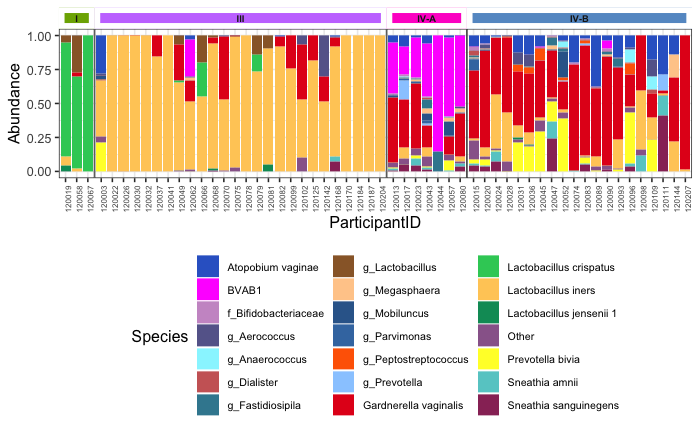 I III IV-A IV-B
1.00
0.75
0.50
0.25
0.00
Abundance
120019 120058 120067 120003 120022 120026 120030 120032 120037 120041 120049 120062 120066 120068 120070 120075 120078 120079 120081 120082 120099 120102 120125 120142 120168 120170 120184 120187 120204 120013 120017 120023 120043 120044 120057 120080 120015 120020 120024 120028 120031 120036 120045 120047 120052 120074 120083 120089 120090 120093 120096 120098 120109 120111 120144 120207
ParticipantID
Species
Atopobium vaginae
BVAB1
f_Bifidobacteriaceae
g_Aerococcus
g_Anaerococcus
g_Dialister
g_Fastidiosipila
g_Lactobacillus
g_Megasphaera
g_Mobiluncus
g_Parvimonas
g_Peptostreptococcus
g_Prevotella
Gardnerella vaginalis
Lactobacillus crispatus
Lactobacillus iners
Lactobacillus jensenii 1
Other
Prevotella bivia
Sneathia amnii
Sneathia sanguinegens